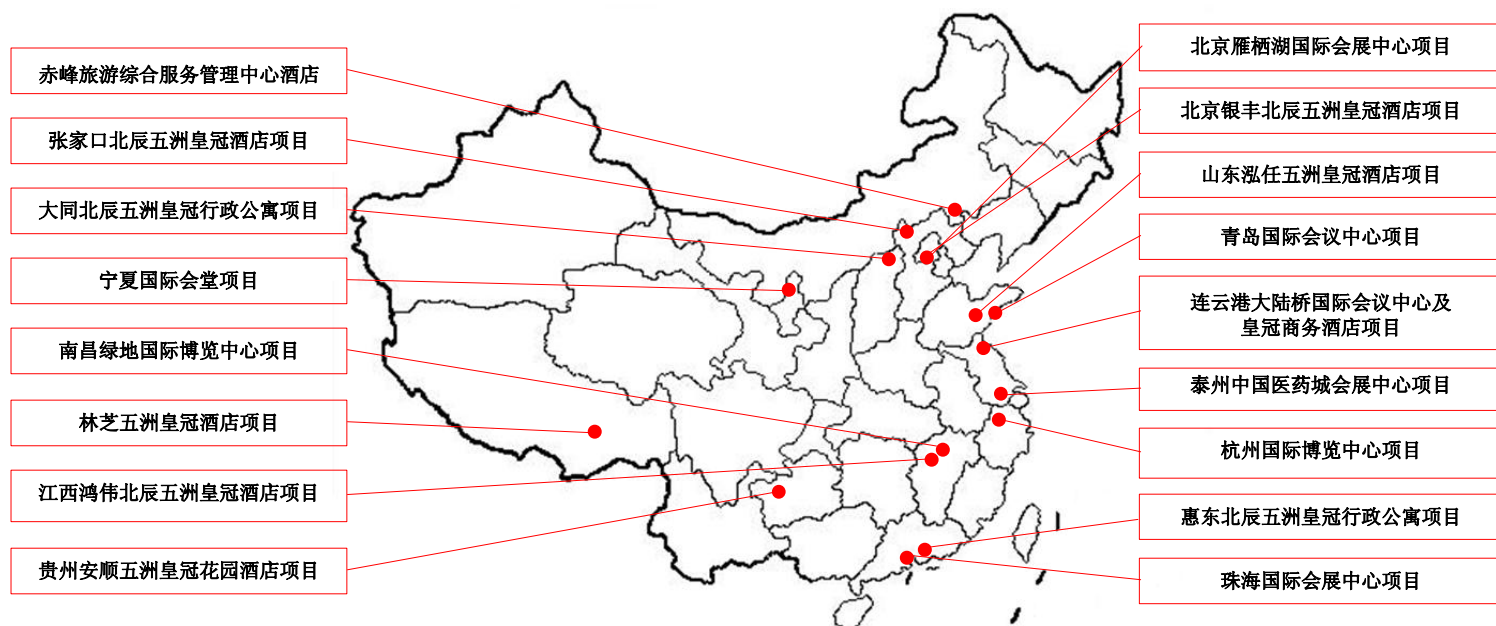 赤峰旅游综合服务管理中心酒店
张家口北辰五洲皇冠酒店项目
大同北辰五洲皇冠行政公寓项目
宁夏国际会堂项目
南昌绿地国际博览中心项目
林芝五洲皇冠酒店项目
江西鸿伟北辰五洲皇冠酒店项目
贵州安顺五洲皇冠花园酒店项目
北京雁栖湖国际会展中心项目
北京银丰北辰五洲皇冠酒店项目
山东泓任五洲皇冠酒店项目
青岛国际会议中心项目
连云港大陆桥国际会议中心及
皇冠商务酒店项目
泰州中国医药城会展中心项目
杭州国际博览中心项目
惠东北辰五洲皇冠行政公寓项目
珠海国际会展中心项目